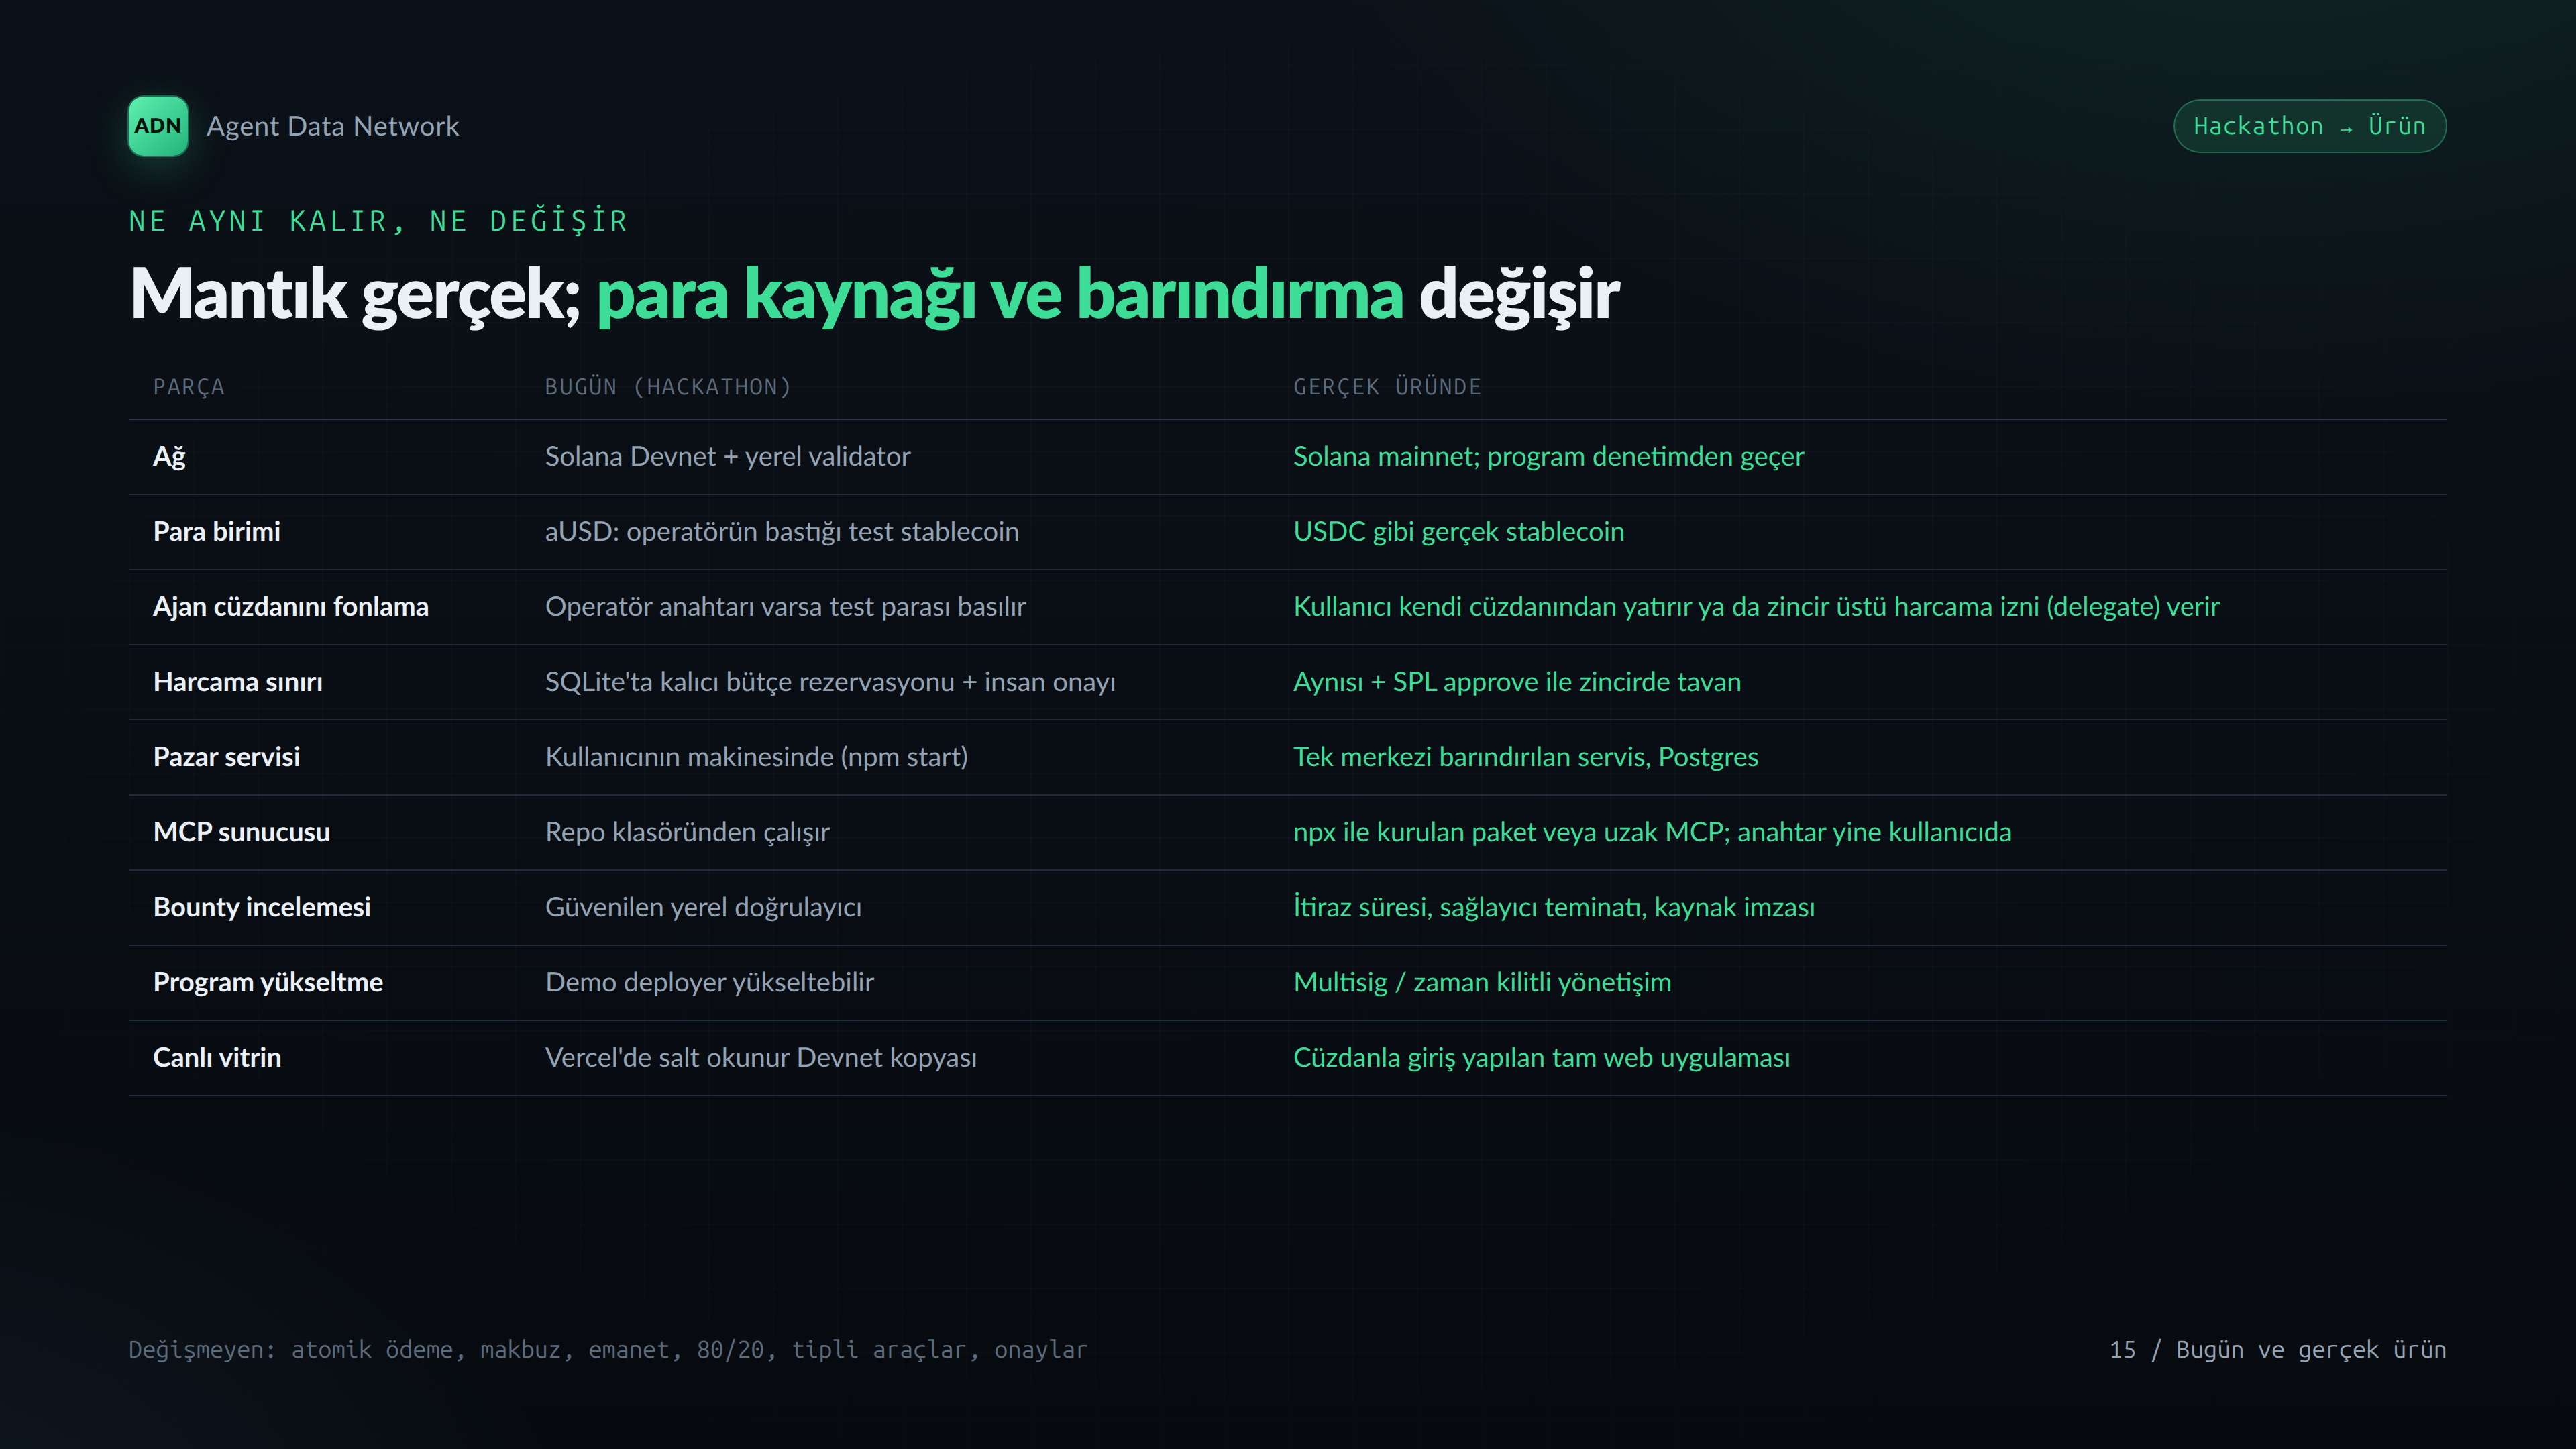 ADN Agent Data Network
Hackathon → Ürün
NE AYNI KALIR, NE DEĞİŞİR
Mantık gerçek; para kaynağı ve barındırma değişir
PARÇA BUGÜN (HACKATHON) GERÇEK ÜRÜNDE
Ağ Solana Devnet + yerel validator Solana mainnet; program denetimden geçer
Para birimi aUSD: operatörün bastığı test stablecoin USDC gibi gerçek stablecoin
Ajan cüzdanını fonlama Operatör anahtarı varsa test parası basılır Kullanıcı kendi cüzdanından yatırır ya da zincir üstü harcama izni (delegate) verir
Harcama sınırı SQLite'ta kalıcı bütçe rezervasyonu + insan onayı Aynısı + SPL approve ile zincirde tavan
Pazar servisi Kullanıcının makinesinde (npm start) Tek merkezi barındırılan servis, Postgres
MCP sunucusu Repo klasöründen çalışır npx ile kurulan paket veya uzak MCP; anahtar yine kullanıcıda
Bounty incelemesi Güvenilen yerel doğrulayıcı İtiraz süresi, sağlayıcı teminatı, kaynak imzası
Program yükseltme Demo deployer yükseltebilir Multisig / zaman kilitli yönetişim
Canlı vitrin Vercel'de salt okunur Devnet kopyası Cüzdanla giriş yapılan tam web uygulaması
Değişmeyen: atomik ödeme, makbuz, emanet, 80/20, tipli araçlar, onaylar
15 / Bugün ve gerçek ürün